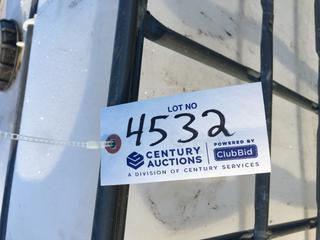 LOT NO
4532
CENTURY AUCTIONS
POWERED BY
ClubBid
A DIVISION OF CENTURY SERVICES